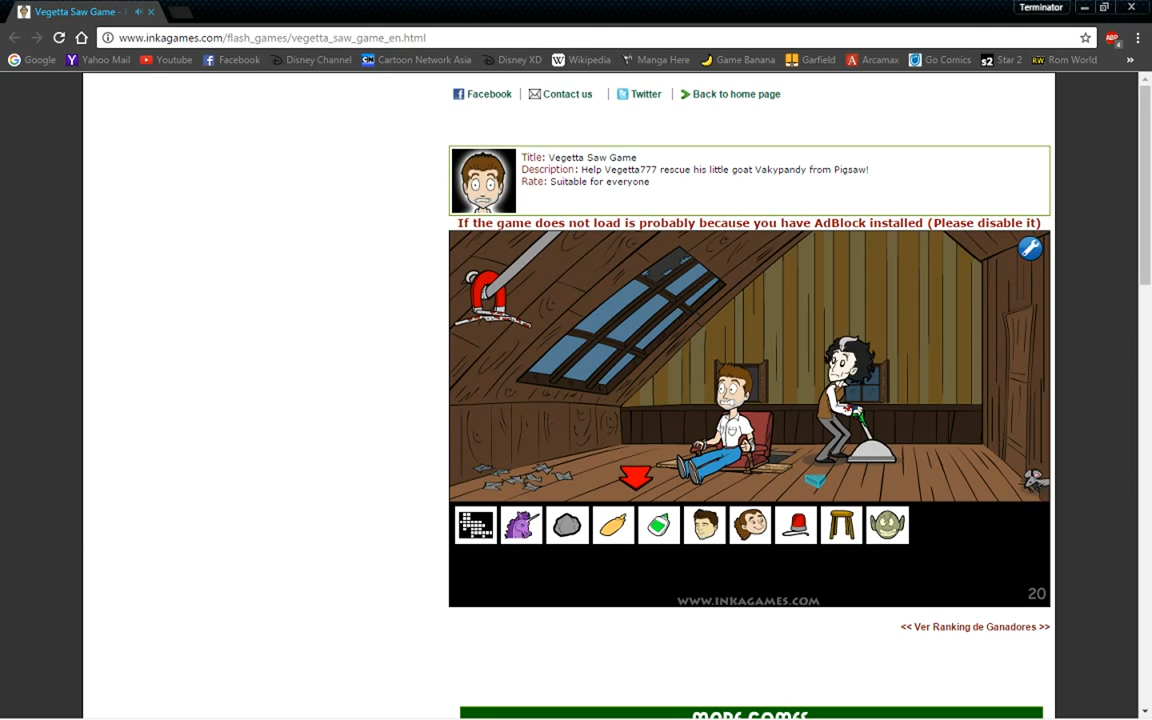 Vegetta Saw Game -
Terminator
www.inkagames.com/flash_games/vegetta_saw_game_en.html
ABP
4
Google Yahoo Mail Youtube Facebook Disney Channel Cartoon Network Asia Disney XD Wikipedia Manga Here Game Banana Garfield Arcamax Go Comics Star 2 Rom World »
Facebook | Contact us | Twitter | Back to home page
Title: Vegetta Saw Game
Description: Help Vegetta777 rescue his little goat Vakypandy from Pigsaw!
Rate: Suitable for everyone
If the game does not load is probably because you have AdBlock installed (Please disable it)
WWW.INKAGAMES.COM
20
<< Ver Ranking de Ganadores >>
MORE GAMES